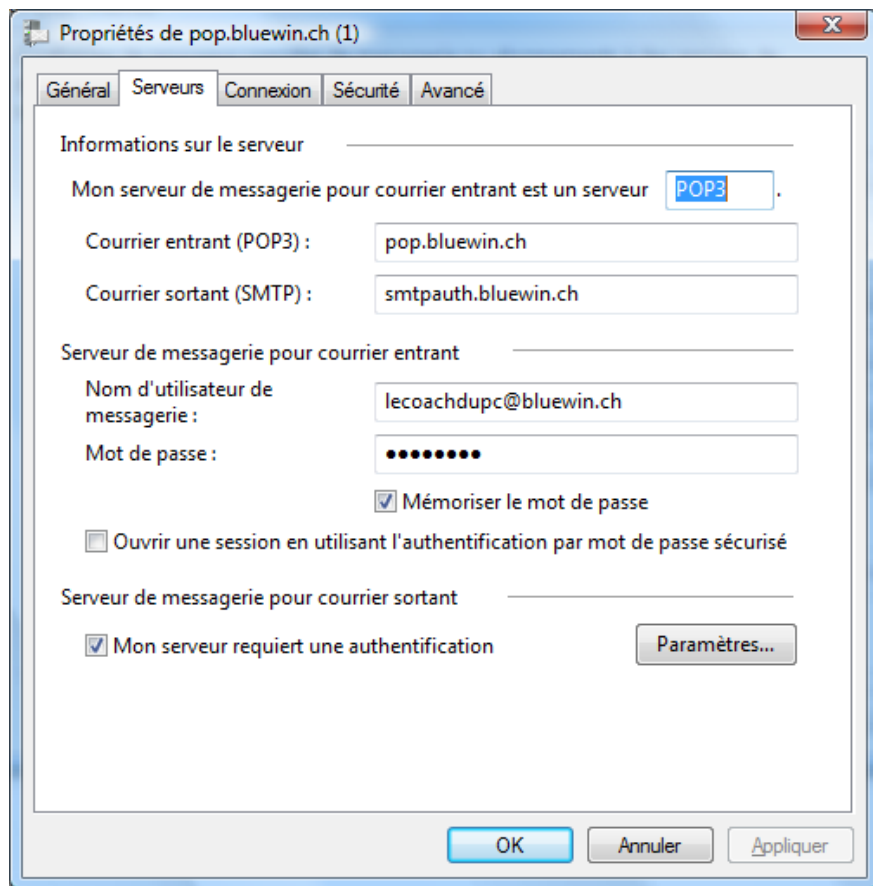 Propriétés de pop.bluewin.ch (1)
Général Serveurs Connexion Sécurité Avancé
Informations sur le serveur
Mon serveur de messagerie pour courrier entrant est un serveur POP3 .
Courrier entrant (POP3) : pop.bluewin.ch
Courrier sortant (SMTP) : smtpauth.bluewin.ch
Serveur de messagerie pour courrier entrant
Nom d'utilisateur de
messagerie : lecoachdupc@bluewin.ch
Mot de passe : ●●●●●●●●
Mémoriser le mot de passe
Ouvrir une session en utilisant l'authentification par mot de passe sécurisé
Serveur de messagerie pour courrier sortant
Mon serveur requiert une authentification Paramètres...
OK Annuler Appliquer